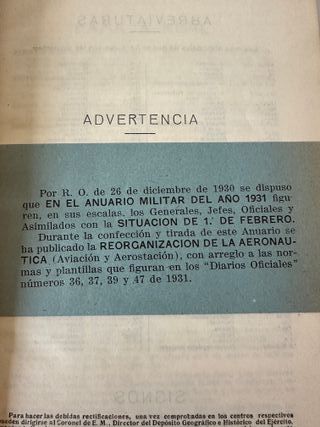 ABREVIATURAS
ADVERTENCIA
Por R. O. de 26 de diciembre de 1930 se dispuso
que EN EL ANUARIO MILITAR DEL AÑO 1931 figu-
ren, en sus escalas, los Generales, Jefes, Oficiales y
Asimilados con la SITUACION DE 1.º DE FEBRERO.
Durante la confección y tirada de este Anuario se
ha publicado la REORGANIZACION DE LA AERONAU-
TICA (Aviación y Aerostación), con arreglo a las nor-
mas y plantillas que figuran en los "Diarios Oficiales"
números 36, 37, 39 y 47 de 1931.
SIGNOS
Para hacer las debidas rectificaciones, una vez comprobadas en los centros respectivos
pueden dirigirse al Coronel de E. M., Director del Depósito Geográfico e Histórico del Ejército.